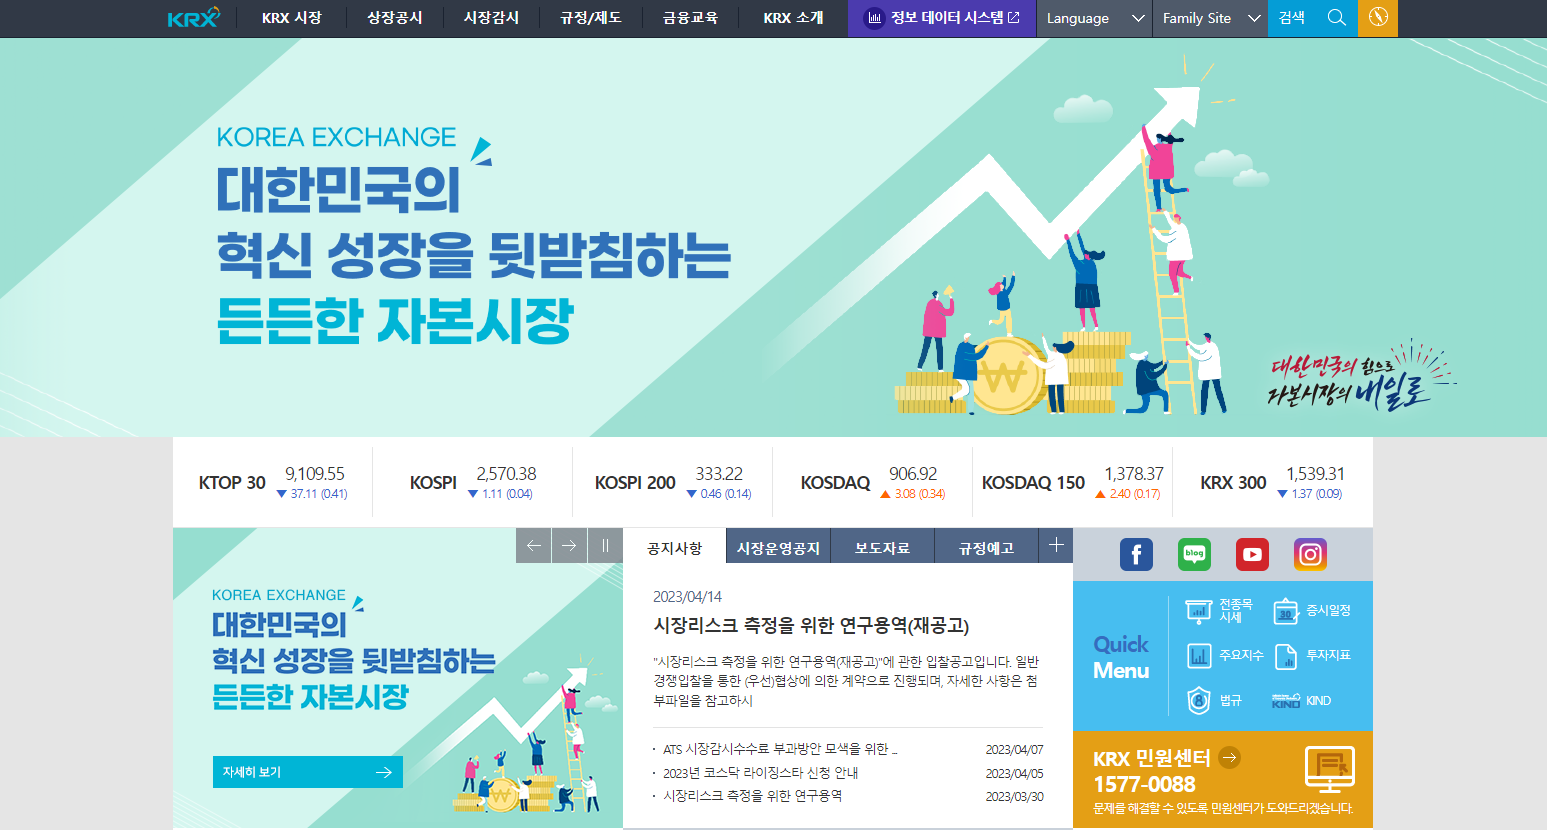 KRX
KRX 시장
상장공시
시장감시
규정/제도
금융교육
KRX 소개
정보 데이터 시스템
Language
Family Site
검색
KOREA EXCHANGE
대한민국의
혁신 성장을 뒷받침하는
든든한 자본시장
₩
대한민국의 힘으로
자본시장의 내일로
KTOP 30 9,109.55
▼ 37.11 (0.41)
KOSPI 2,570.38
▼ 1.11 (0.04)
KOSPI 200 333.22
▼ 0.46 (0.14)
KOSDAQ 906.92
▲ 3.08 (0.34)
KOSDAQ 150 1,378.37
▲ 2.40 (0.17)
KRX 300 1,539.31
▼ 1.37 (0.09)
KOREA EXCHANGE
대한민국의
혁신 성장을 뒷받침하는
든든한 자본시장
자세히 보기
₩
공지사항
시장운영공지
보도자료
규정예고
2023/04/14
시장리스크 측정을 위한 연구용역(재공고)
"시장리스크 측정을 위한 연구용역(재공고)"에 관한 입찰공고입니다. 일반
경쟁입찰을 통한 (우선)협상에 의한 계약으로 진행되며, 자세한 사항은 첨
부파일을 참고하시
· ATS 시장감시수수료 부과방안 모색을 위한 ... 2023/04/07
· 2023년 코스닥 라이징스타 신청 안내 2023/04/05
· 시장리스크 측정을 위한 연구용역 2023/03/30
f
blog
Quick
Menu
전종목
시세
30
증시일정
주요지수
투자지표
법규
KIND
KIND
KRX 민원센터
1577-0088
문제를 해결할 수 있도록 민원센터가 도와드리겠습니다.